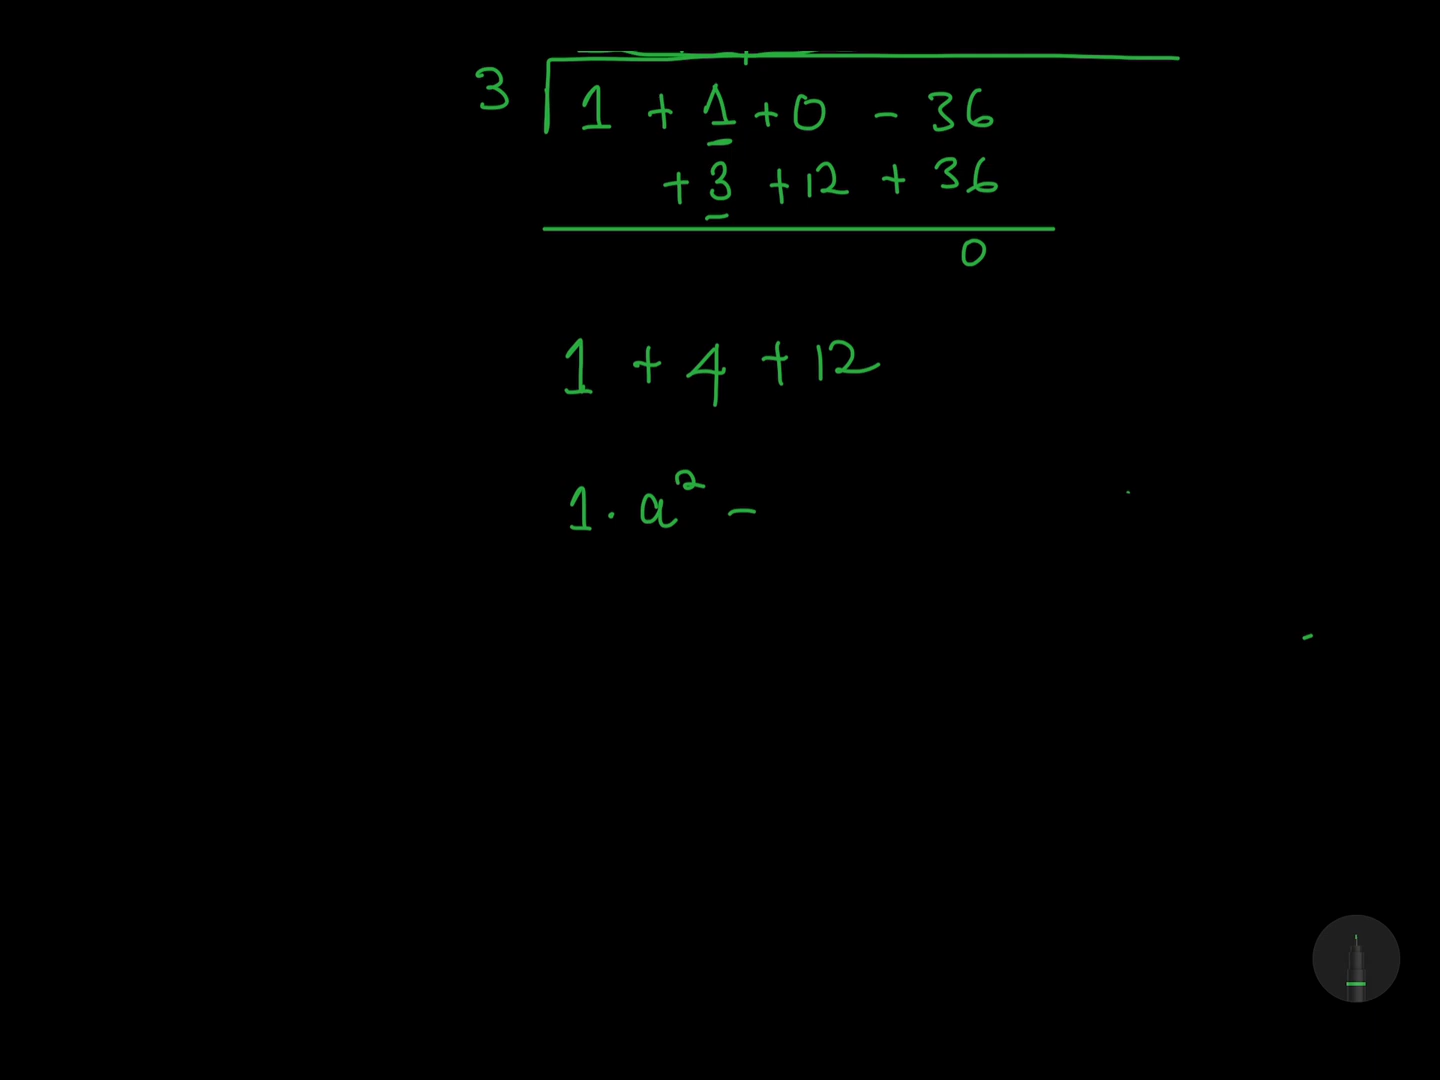 3 1 + 1 + 0 - 36
+ 3 + 12 + 36
0
1 + 4 + 12
1 . a² -